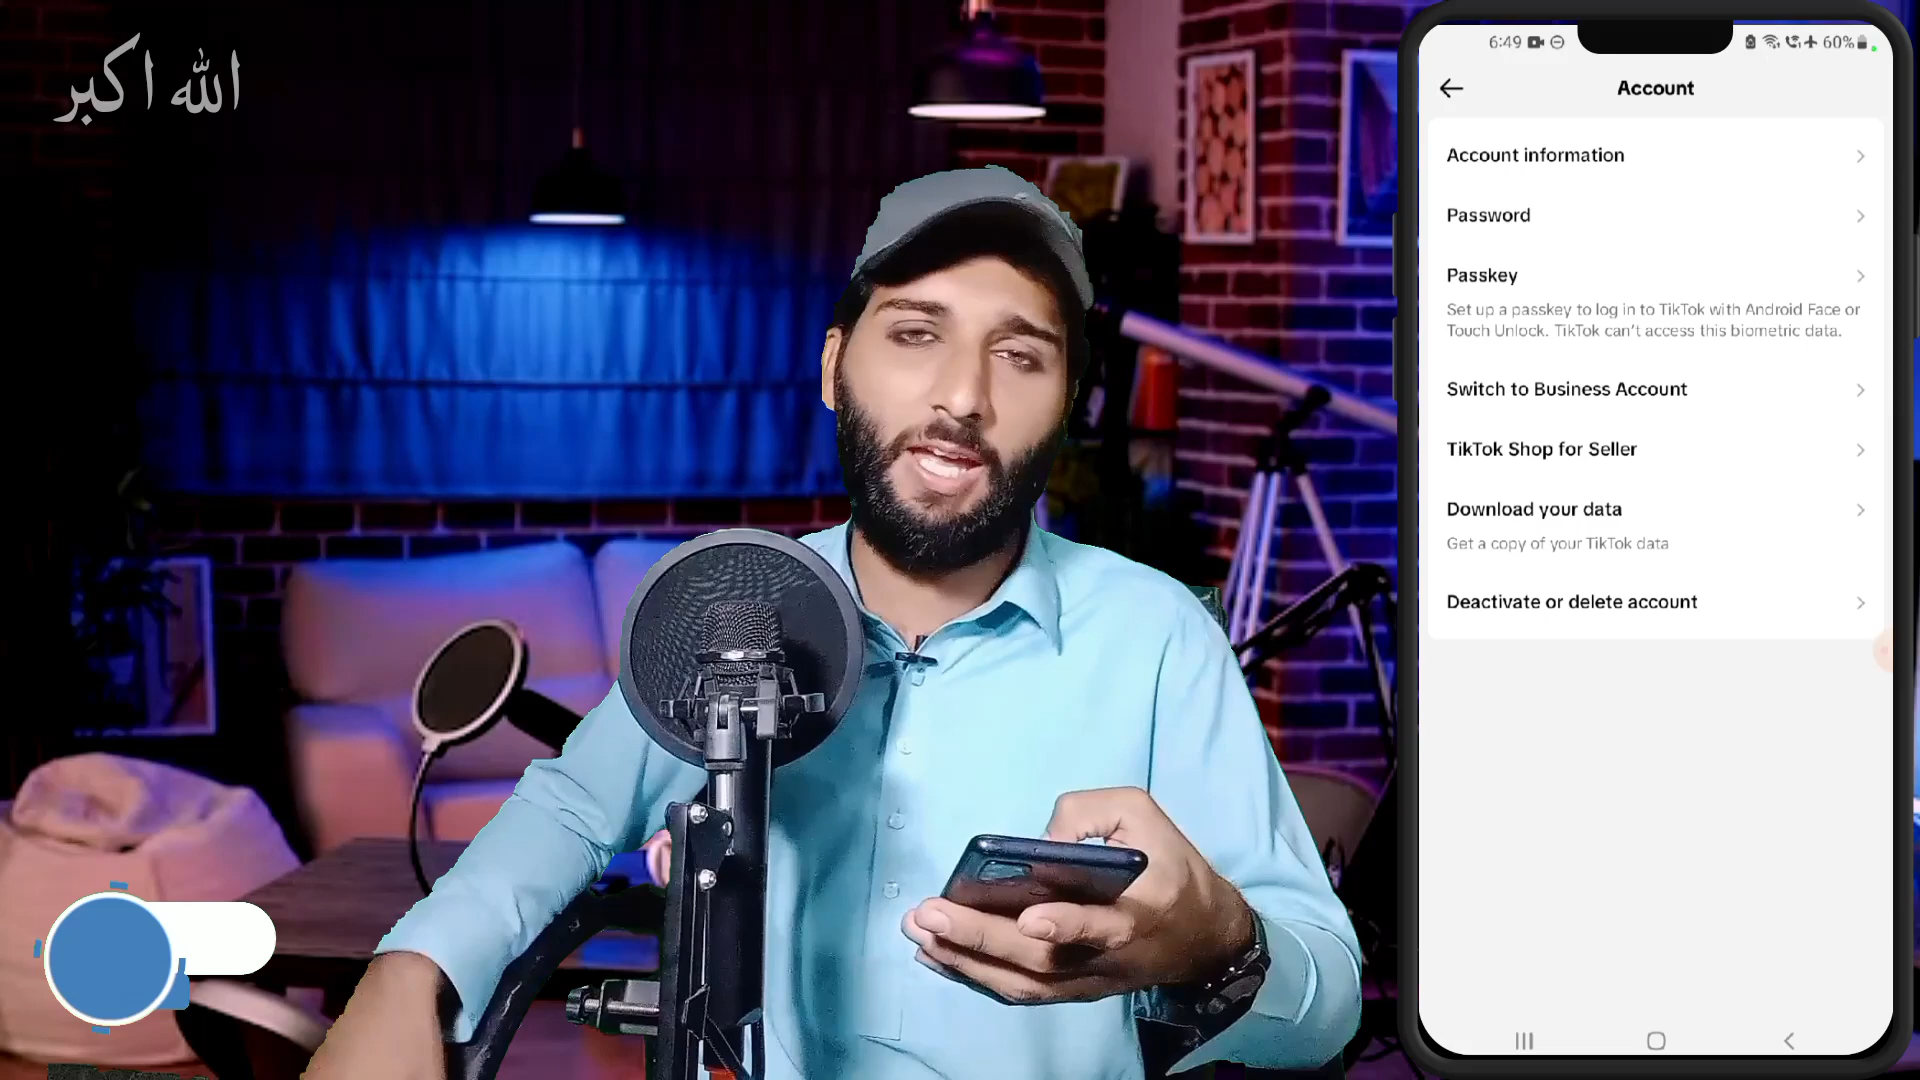 الله اكبر
6:49
60%
Account
Account information
Password
Passkey
Set up a passkey to log in to TikTok with Android Face or
Touch Unlock. TikTok can't access this biometric data.
Switch to Business Account
TikTok Shop for Seller
Download your data
Get a copy of your TikTok data
Deactivate or delete account